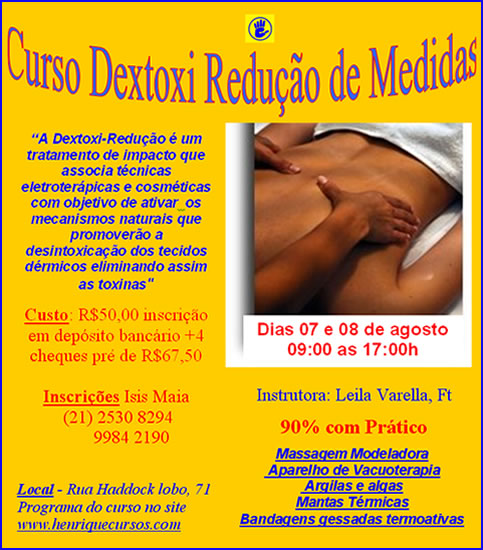 Curso Dextoxi Redução de Medidas
“A Dextoxi-Redução é um
tratamento de impacto que
associa técnicas
eletroterápicas e cosméticas
com objetivo de ativar os
mecanismos naturais que
promoverão a
desintoxicação dos tecidos
dérmicos eliminando assim
as toxinas"
Custo: R$50,00 inscrição
em depósito bancário +4
cheques pré de R$67,50
Inscrições Isis Maia
(21) 2530 8294
9984 2190
Local - Rua Haddock lobo, 71
Programa do curso no site
www.henriquecursos.com
Dias 07 e 08 de agosto
09:00 as 17:00h
Instrutora: Leila Varella, Ft
90% com Prático
Massagem Modeladora
Aparelho de Vacuoterapia
Argilas e algas
Mantas Térmicas
Bandagens gessadas termoativas